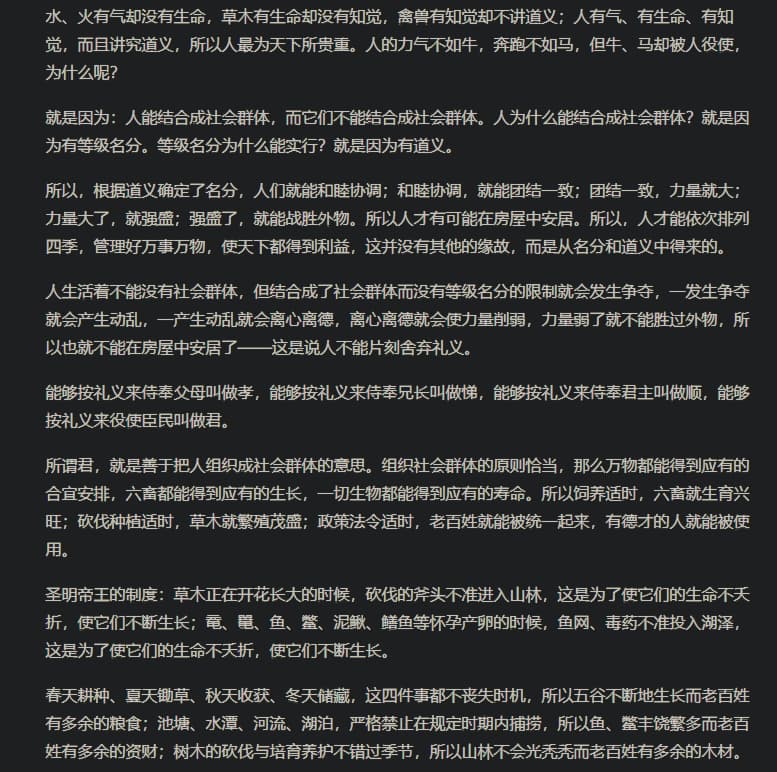 水、火有气却没有生命，草木有生命却没有知觉，禽兽有知觉却不讲道义；人有气、有生命、有知
觉，而且讲究道义，所以人最为天下所贵重。人的力气不如牛，奔跑不如马，但牛、马却被人役使，
为什么呢？
就是因为：人能结合成社会群体，而它们不能结合成社会群体。人为什么能结合成社会群体？就是因
为有等级名分。等级名分为什么能实行？就是因为有道义。
所以，根据道义确定了名分，人们就能和睦协调；和睦协调，就能团结一致；团结一致，力量就大；
力量大了，就强盛；强盛了，就能战胜外物。所以人才有可能在房屋中安居。所以，人才能依次排列
四季，管理好万事万物，使天下都得到利益，这并没有其他的缘故，而是从名分和道义中得来的。
人生活着不能没有社会群体，但结合成了社会群体而没有等级名分的限制就会发生争夺，一发生争夺
就会产生动乱，一产生动乱就会离心离德，离心离德就会使力量削弱，力量弱了就不能胜过外物，所
以也就不能在房屋中安居了——这是说人不能片刻舍弃礼义。
能够按礼义来侍奉父母叫做孝，能够按礼义来侍奉兄长叫做悌，能够按礼义来侍奉君主叫做顺，能够
按礼义来役使臣民叫做君。
所谓君，就是善于把人组织成社会群体的意思。组织社会群体的原则恰当，那么万物都能得到应有的
合宜安排，六畜都能得到应有的生长，一切生物都能得到应有的寿命。所以饲养适时，六畜就生育兴
旺；砍伐种植适时，草木就繁殖茂盛；政策法令适时，老百姓就能被统一起来，有德才的人就能被使
用。
圣明帝王的制度：草木正在开花长大的时候，砍伐的斧头不准进入山林，这是为了使它们的生命不夭
折，使它们不断生长；鼋、鼍、鱼、鳖、泥鳅、鳝鱼等怀孕产卵的时候，鱼网、毒药不准投入湖泽，
这是为了使它们的生命不夭折，使它们不断生长。
春天耕种、夏天锄草、秋天收获、冬天储藏，这四件事都不丧失时机，所以五谷不断地生长而老百姓
有多余的粮食；池塘、水潭、河流、湖泊，严格禁止在规定时期内捕捞，所以鱼、鳖丰饶繁多而老百
姓有多余的资财；树木的砍伐与培育养护不错过季节，所以山林不会光秃秃而老百姓有多余的木材。